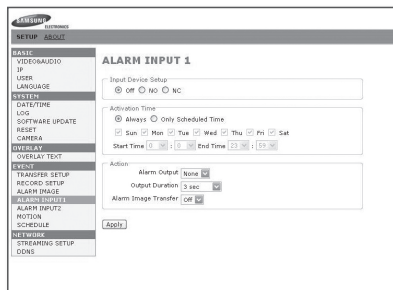 SAMSUNG
ELECTRONICS
SETUP ABOUT
BASIC
VIDEO&AUDIO
IP
USER
LANGUAGE
SYSTEM
DATE/TIME
LOG
SOFTWARE UPDATE
RESET
CAMERA
OVERLAY
OVERLAY TEXT
EVENT
TRANSFER SETUP
RECORD SETUP
ALARM IMAGE
ALARM INPUT1
ALARM INPUT2
MOTION
SCHEDULE
NETWORK
STREAMING SETUP
DDNS
ALARM INPUT 1
Input Device Setup
Off NO NC
Activation Time
Always Only Scheduled Time
Sun Mon Tue Wed Thu Fri Sat
Start Time 0 : 0 End Time 23 : 59
Action
Alarm Output None
Output Duration 3 sec
Alarm Image Transfer Off
Apply